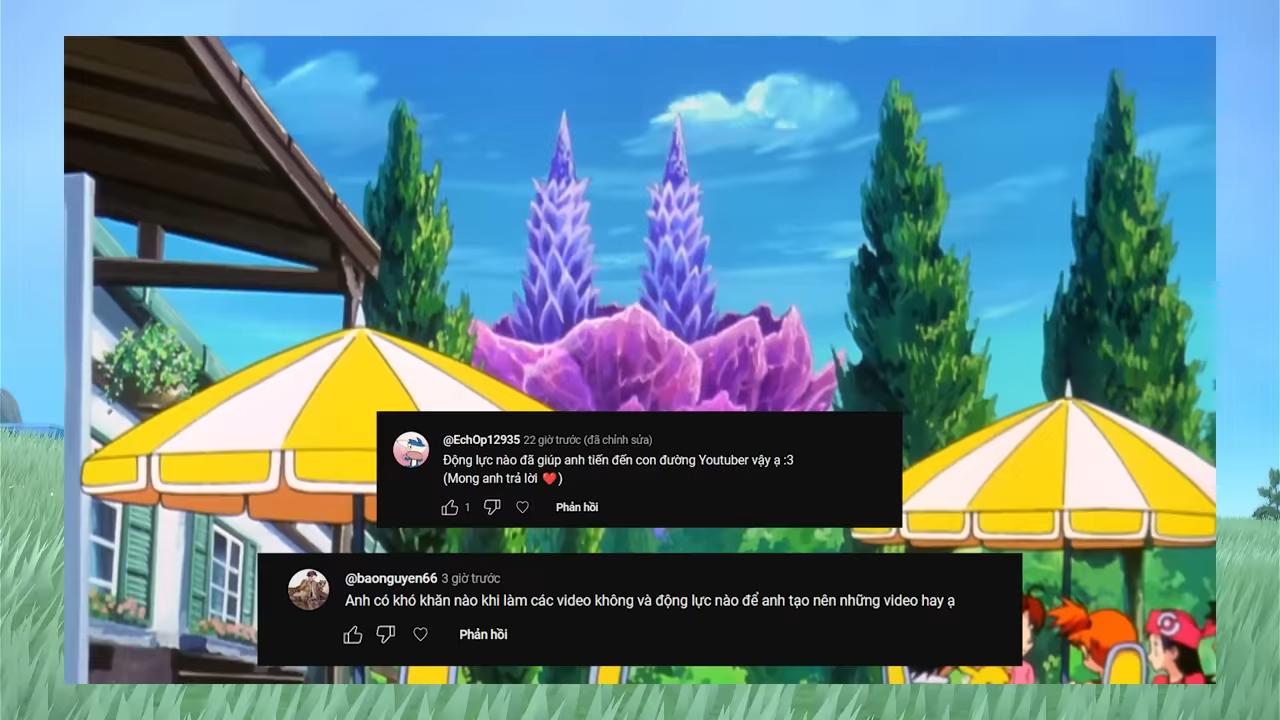 @EchOp12935 22 giờ trước (đã chỉnh sửa)
Động lực nào đã giúp anh tiến đến con đường Youtuber vậy ạ :3
(Mong anh trả lời ❤️)
1 Phản hồi
@baonguyen66 3 giờ trước
Anh có khó khăn nào khi làm các video không và động lực nào để anh tạo nên những video hay ạ
Phản hồi